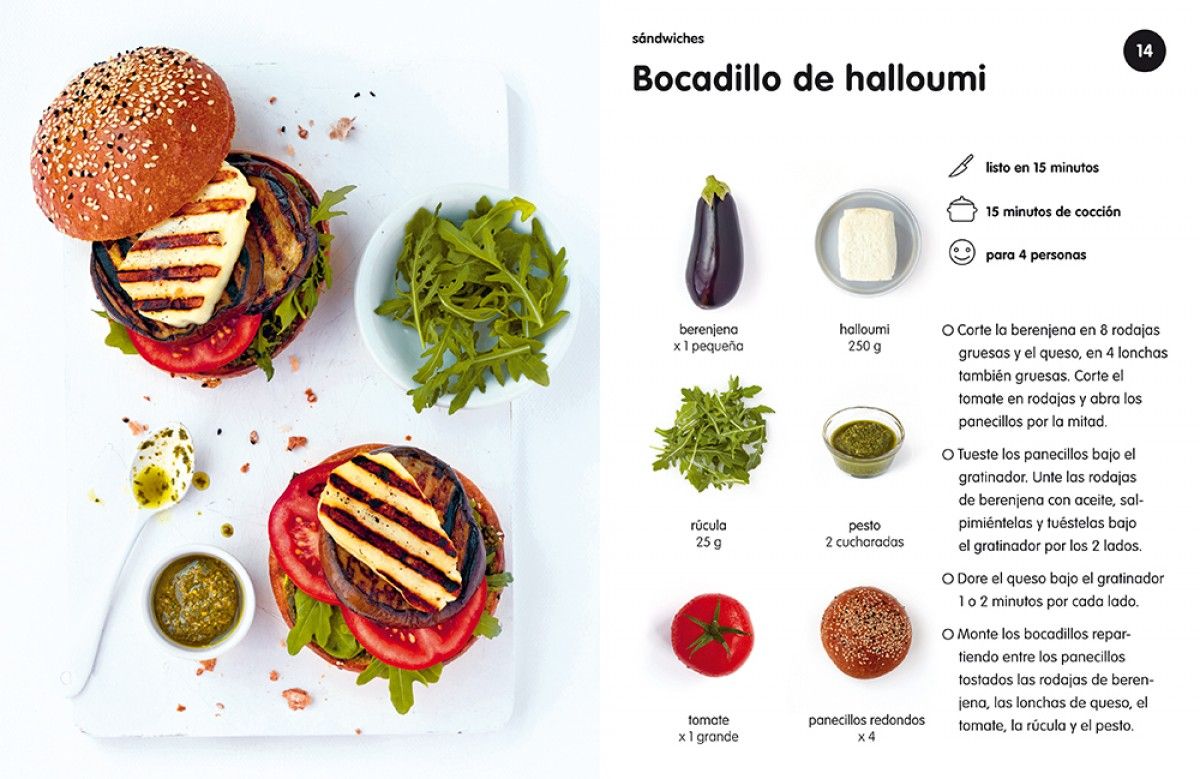 sándwiches
14
Bocadillo de halloumi
listo en 15 minutos
15 minutos de cocción
para 4 personas
berenjena
x 1 pequeña
halloumi
250 g
rúcula
25 g
pesto
2 cucharadas
tomate
x 1 grande
panecillos redondos
x 4
Corte la berenjena en 8 rodajas
gruesas y el queso, en 4 lonchas
también gruesas. Corte el
tomate en rodajas y abra los
panecillos por la mitad.
Tueste los panecillos bajo el
gratinador. Unte las rodajas
de berenjena con aceite, sal-
pimiéntelas y tuéstelas bajo
el gratinador por los 2 lados.
Dore el queso bajo el gratinador
1 o 2 minutos por cada lado.
Monte los bocadillos repar-
tiendo entre los panecillos
tostados las rodajas de beren-
jena, las lonchas de queso, el
tomate, la rúcula y el pesto.